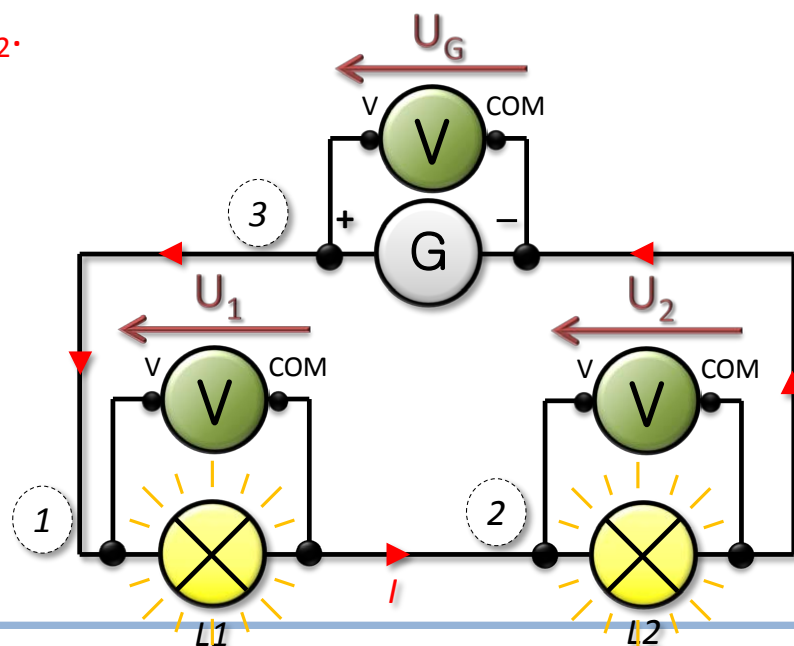 2.
U_G
V COM
V
3
+ –
G
U_1 U_2
V COM V COM
V V
1 2
I
L1 L2